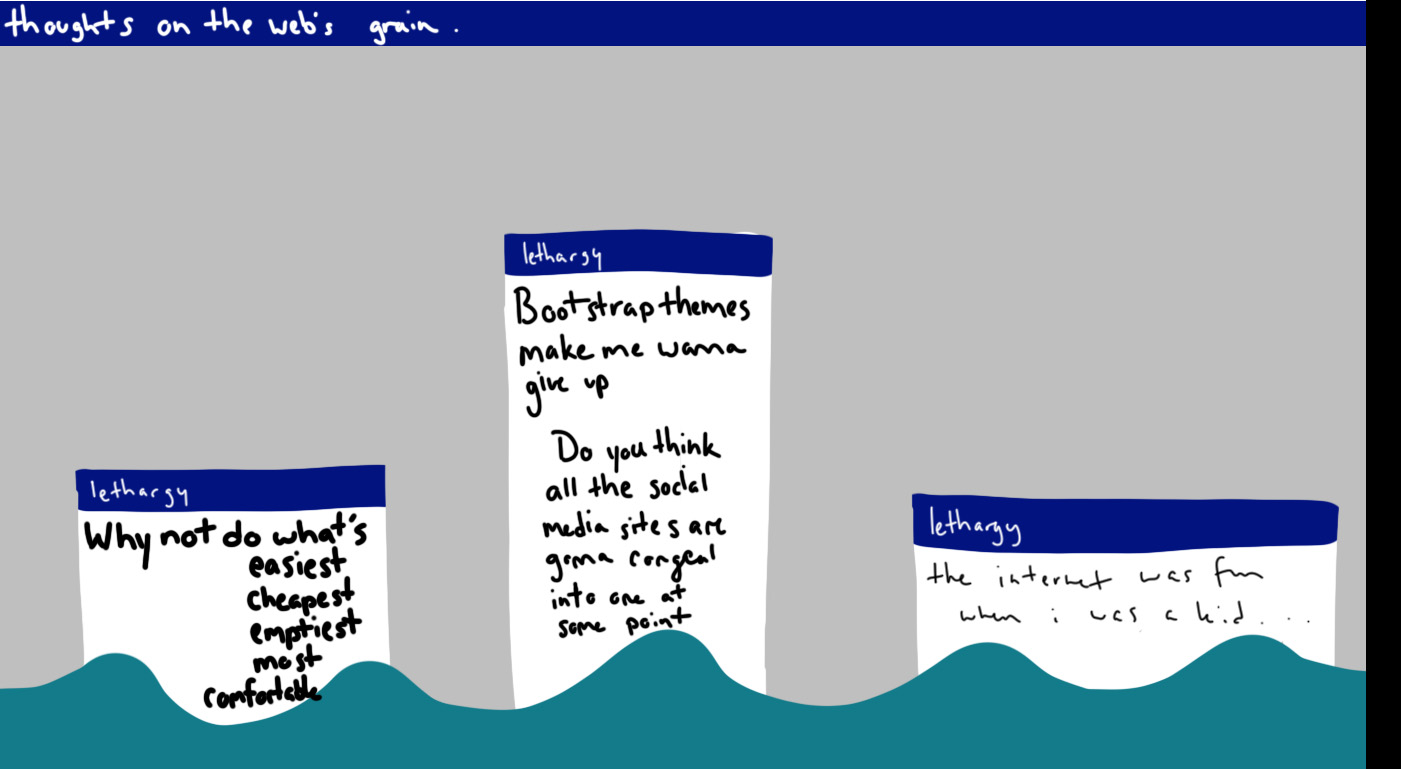 thoughts on the web's grain.
lethargy
Why not do what's
easiest
cheapest
emptiest
most
comfortable
lethargy
Bootstrap themes
make me wanna
give up
Do you think
all the social
media sites are
gonna congeal
into one at
some point
lethargy
the internet was fun
when i was a kid....